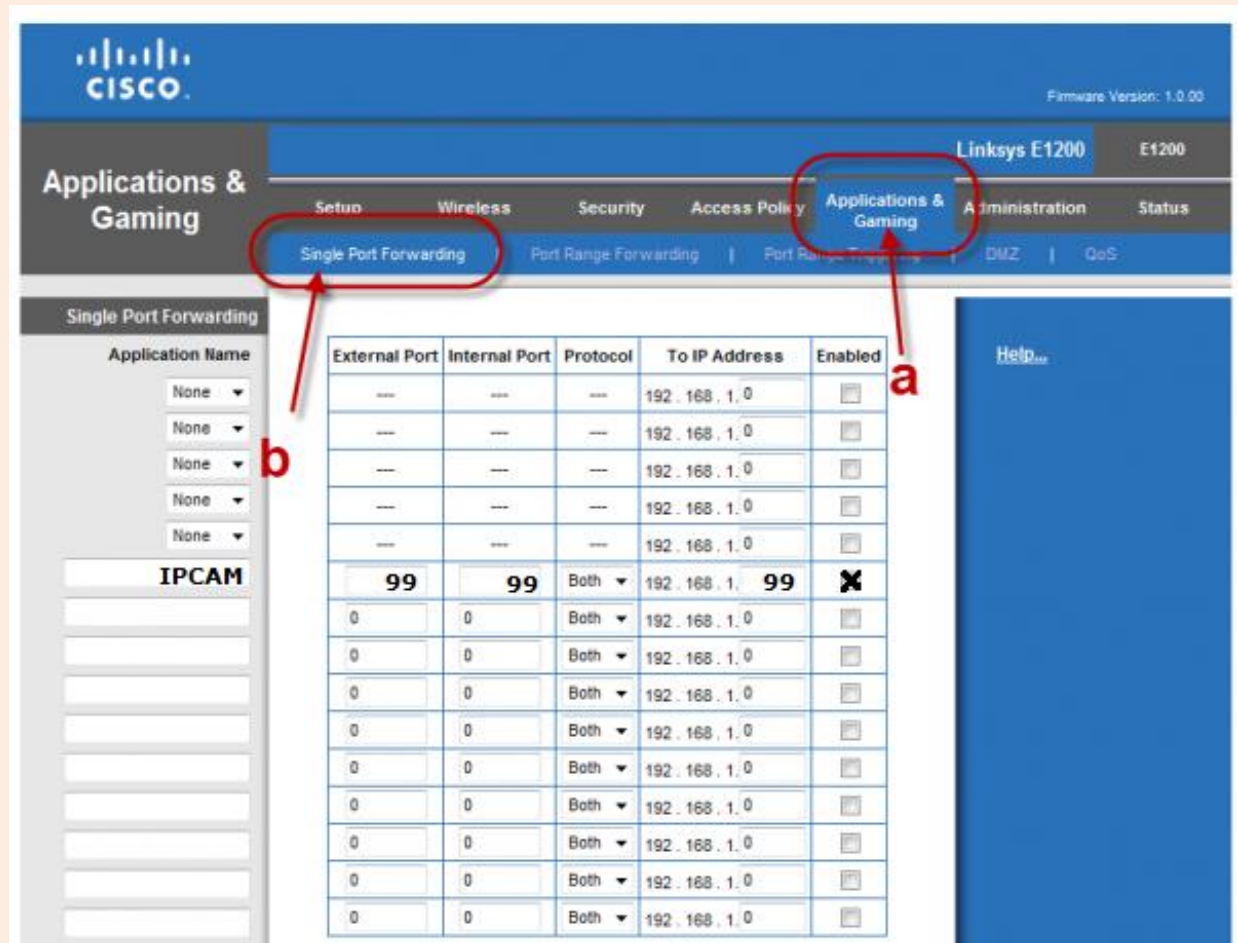 CISCO.
Firmware Version: 1.0.00
Linksys E1200 E1200
Applications &
Gaming
Setup Wireless Security Access Policy Applications & Gaming Administration Status
Single Port Forwarding | Port Range Forwarding | Port Range Triggering | DMZ | QoS
Single Port Forwarding
Application Name External Port Internal Port Protocol To IP Address Enabled
Help...
a
None --- --- --- 192 . 168 . 1. 0
None --- --- --- 192 . 168 . 1. 0
b
None --- --- --- 192 . 168 . 1. 0
None --- --- --- 192 . 168 . 1. 0
None --- --- --- 192 . 168 . 1. 0
IPCAM 99 99 Both 192 . 168 . 1. 99
0 0 Both 192 . 168 . 1. 0
0 0 Both 192 . 168 . 1. 0
0 0 Both 192 . 168 . 1. 0
0 0 Both 192 . 168 . 1. 0
0 0 Both 192 . 168 . 1. 0
0 0 Both 192 . 168 . 1. 0
0 0 Both 192 . 168 . 1. 0
0 0 Both 192 . 168 . 1. 0
0 0 Both 192 . 168 . 1. 0